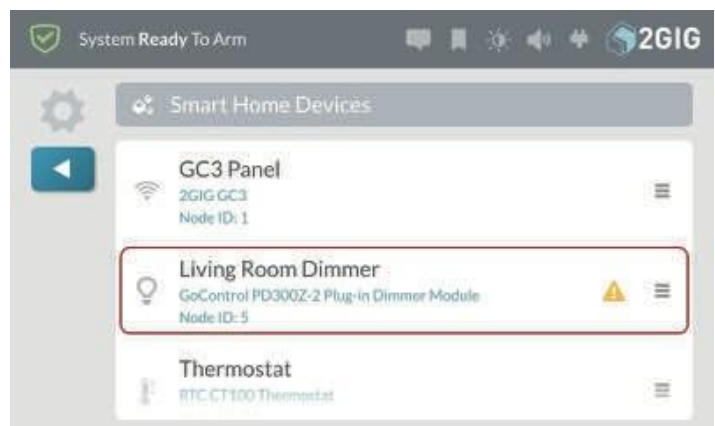 System Ready To Arm
2GIG
Smart Home Devices
GC3 Panel
2GIG GC3
Node ID: 1
Living Room Dimmer
GoControl PD300Z-2 Plug-in Dimmer Module
Node ID: 5
Thermostat
RTC CT100 Thermostat